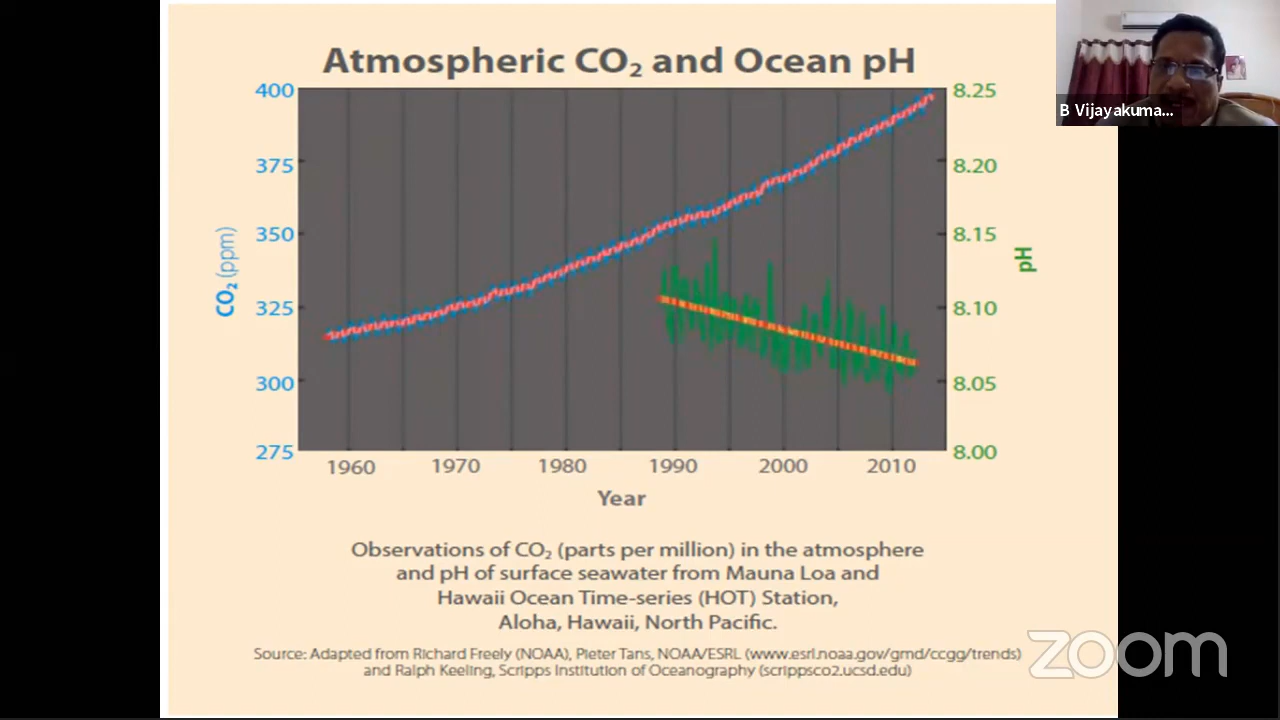 Atmospheric CO₂ and Ocean pH
400
375
350
325
300
275
CO₂ (ppm)
8.25
8.20
8.15
8.10
8.05
8.00
pH
1960 1970 1980 1990 2000 2010
Year
Observations of CO₂ (parts per million) in the atmosphere
and pH of surface seawater from Mauna Loa and
Hawaii Ocean Time-series (HOT) Station,
Aloha, Hawaii, North Pacific.
Source: Adapted from Richard Freely (NOAA), Pieter Tans, NOAA/ESRL (www.esrl.noaa.gov/gmd/ccgg/trends)
and Ralph Keeling, Scripps Institution of Oceanography (scrippsco2.ucsd.edu)
B Vijayakuma...
zoom